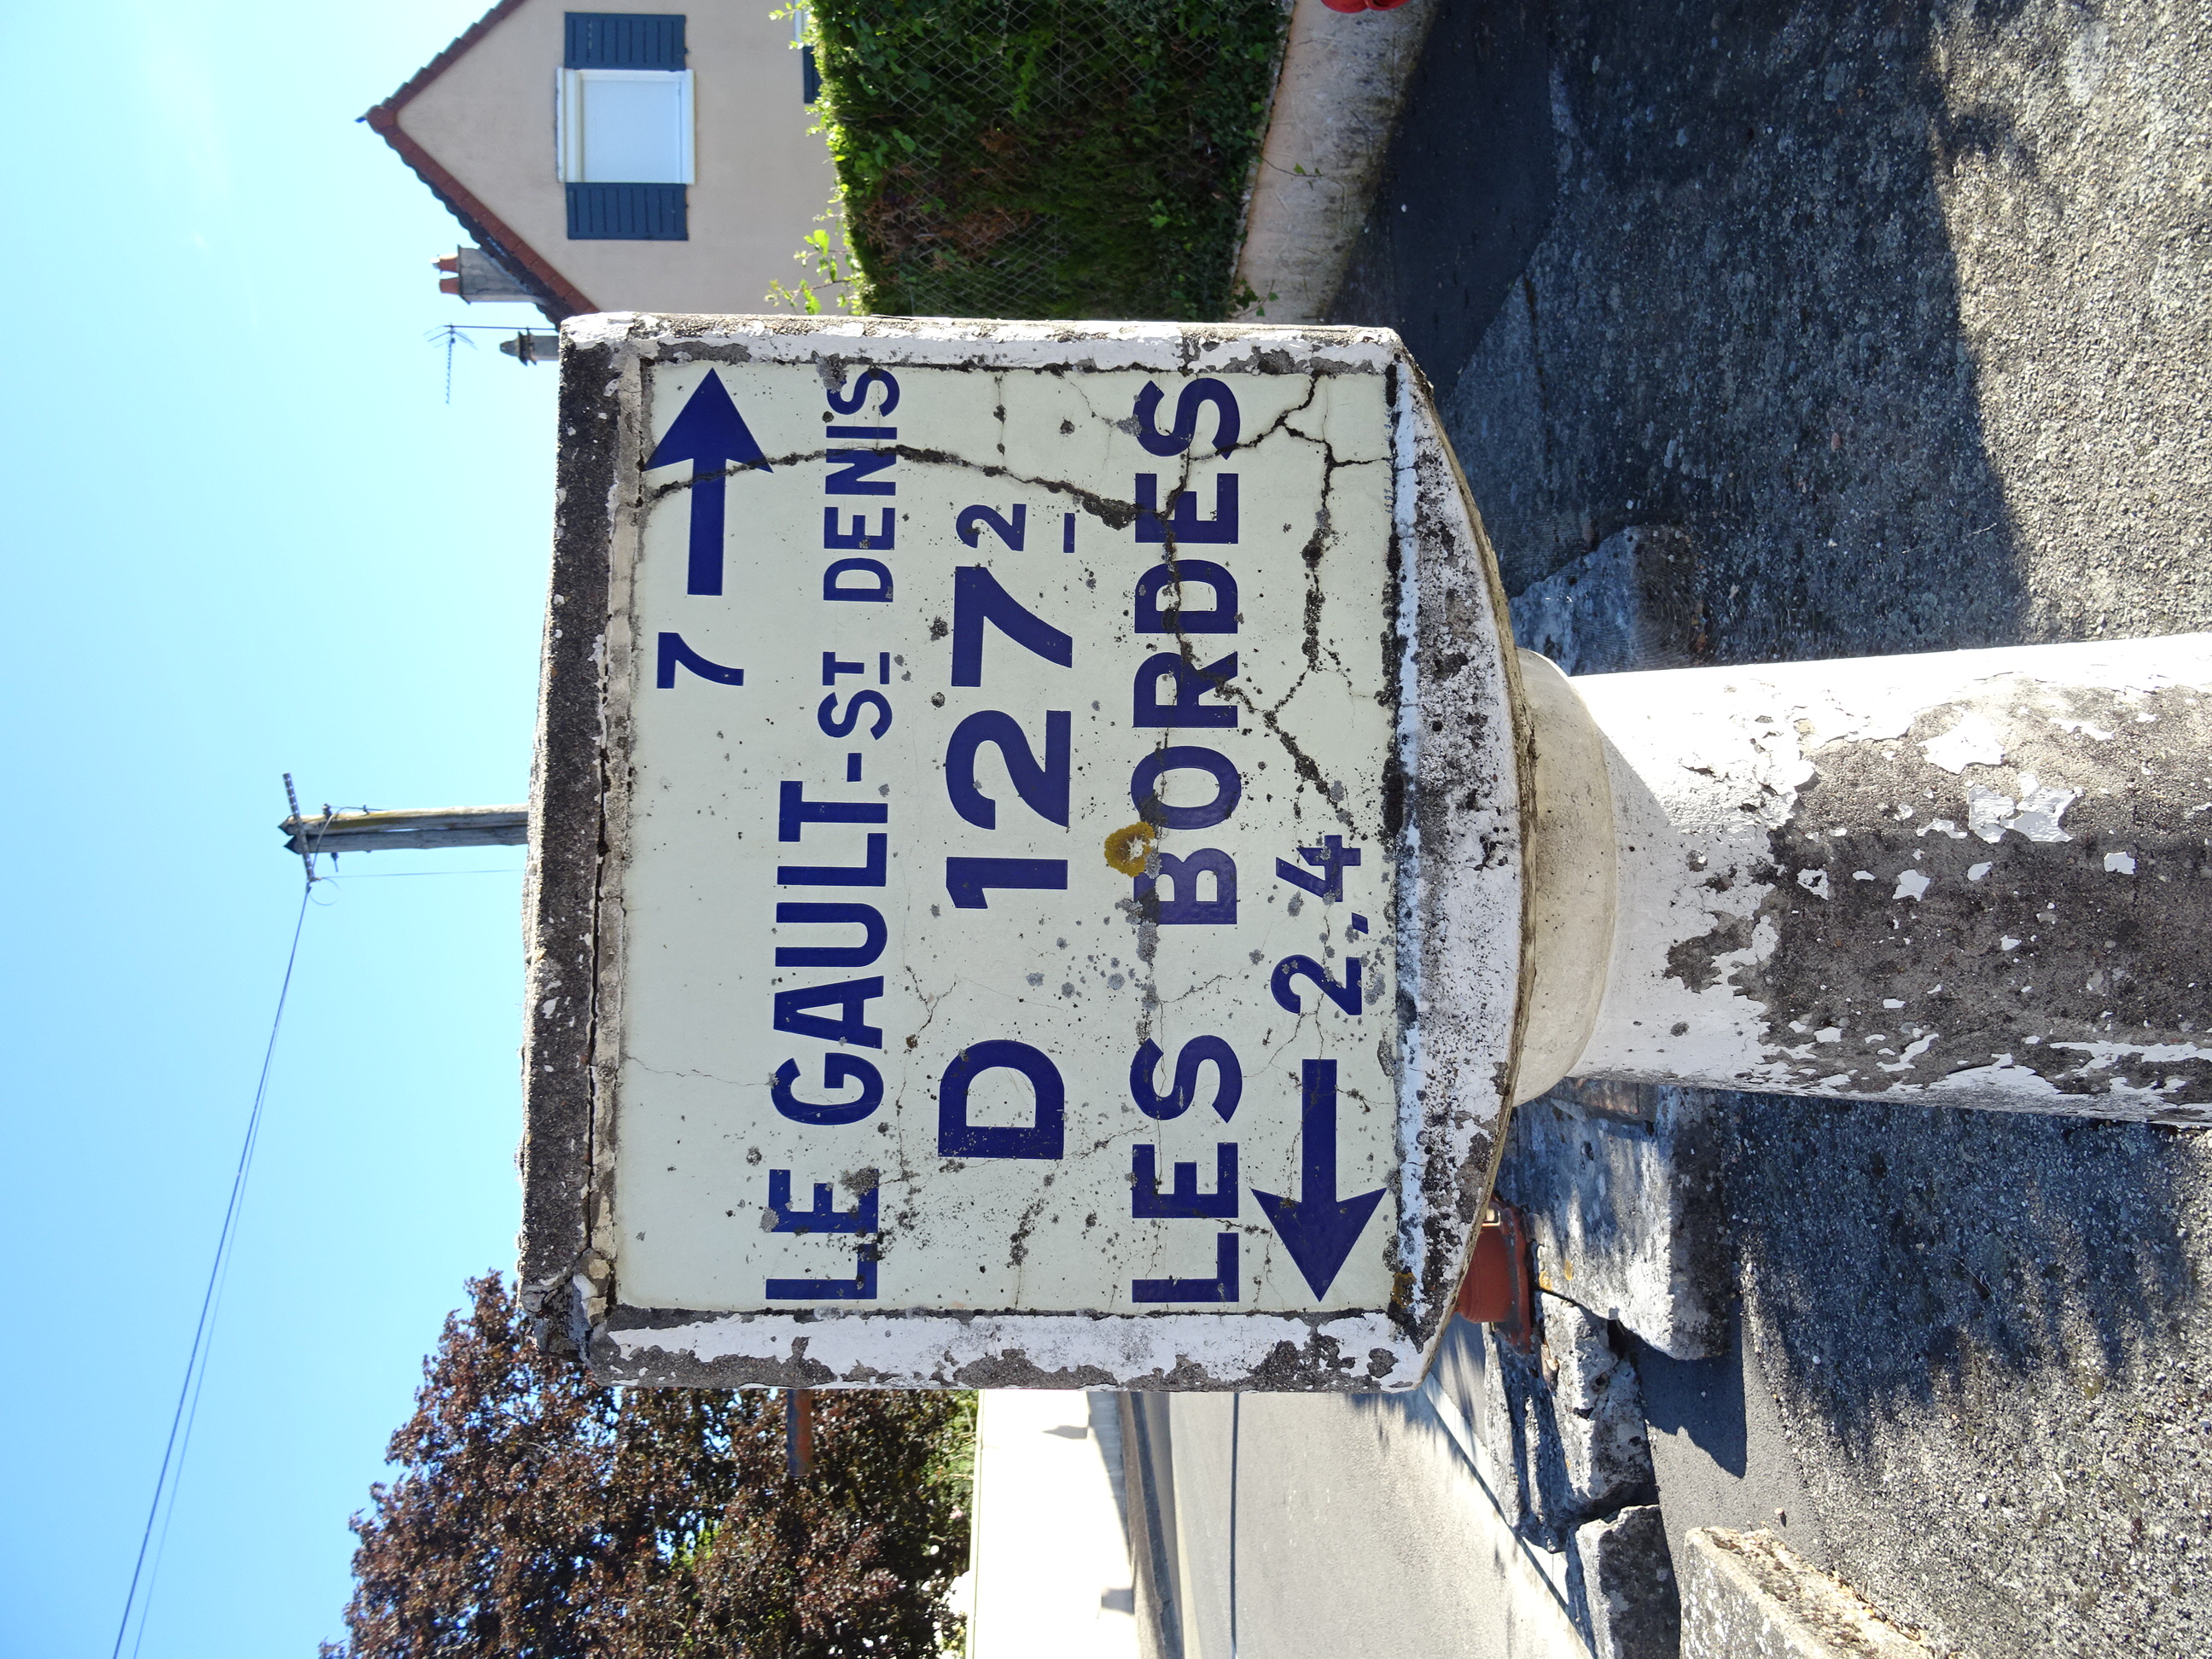 7
LE GAULT-ST DENIS
D 127²
LES BORDES
2,4